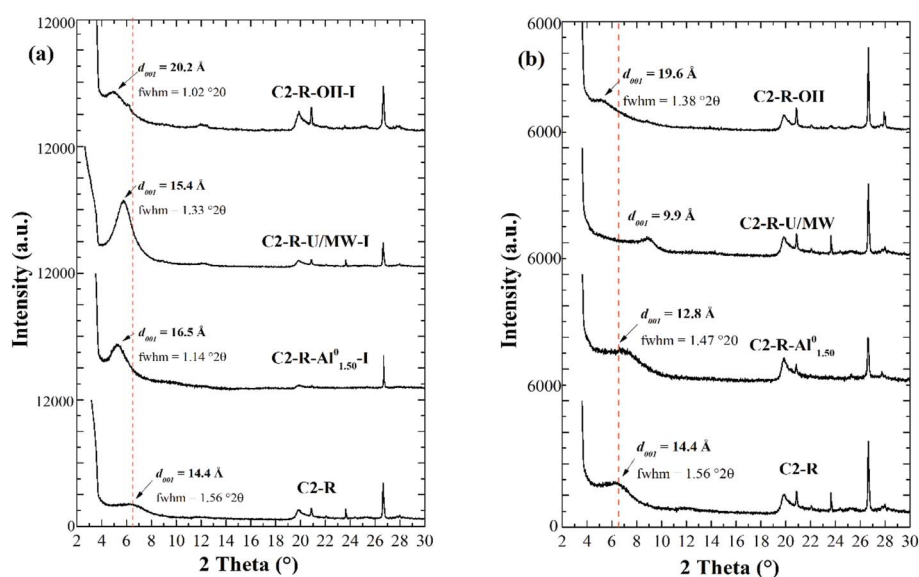 (a)
Intensity (a.u.)
12000
d001 = 20.2 Å
fwhm = 1.02 °2θ
C2-R-OH-I
12000
d001 = 15.4 Å
fwhm = 1.33 °2θ
C2-R-U/MW-I
12000
d001 = 16.5 Å
fwhm = 1.14 °2θ
C2-R-Al⁰1.50-I
12000
d001 = 14.4 Å
fwhm = 1.56 °2θ
C2-R
0
2 4 6 8 10 12 14 16 18 20 22 24 26 28 30
2 Theta (°)
(b)
Intensity (a.u.)
6000
d001 = 19.6 Å
fwhm = 1.38 °2θ
C2-R-OH
6000
d001 = 9.9 Å
C2-R-U/MW
6000
d001 = 12.8 Å
fwhm = 1.47 °2θ
C2-R-Al⁰1.50
6000
d001 = 14.4 Å
fwhm = 1.56 °2θ
C2-R
0
2 4 6 8 10 12 14 16 18 20 22 24 26 28 30
2 Theta (°)